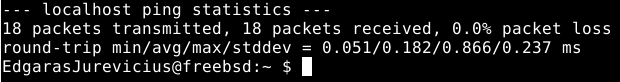 --- localhost ping statistics ---
18 packets transmitted, 18 packets received, 0.0% packet loss
round-trip min/avg/max/stddev = 0.051/0.182/0.866/0.237 ms
EdgarasJurevicius@freebsd:~ $